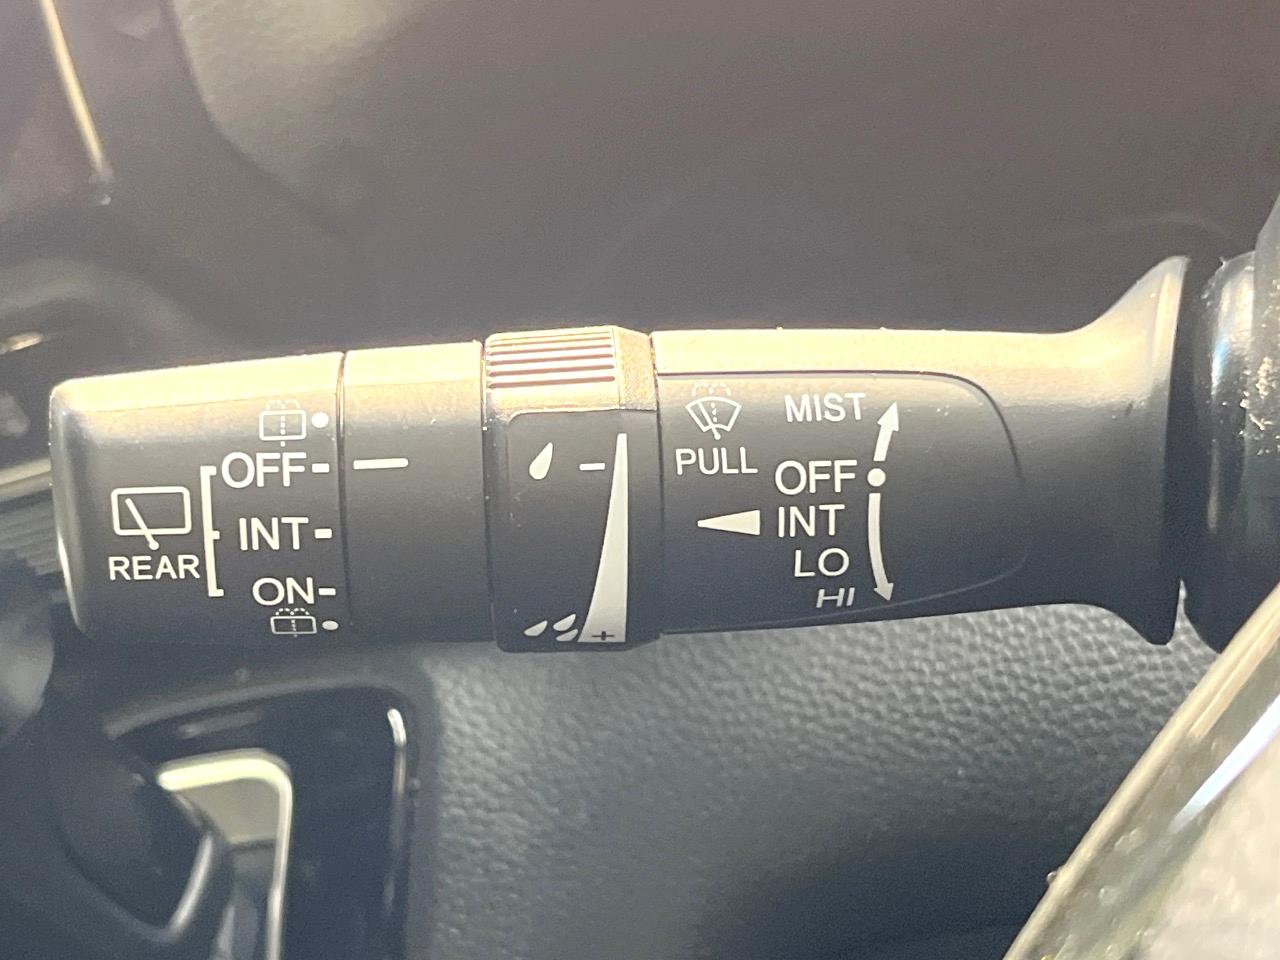 OFF
INT
ON
REAR
−
+
PULL
MIST
OFF
INT
LO
HI